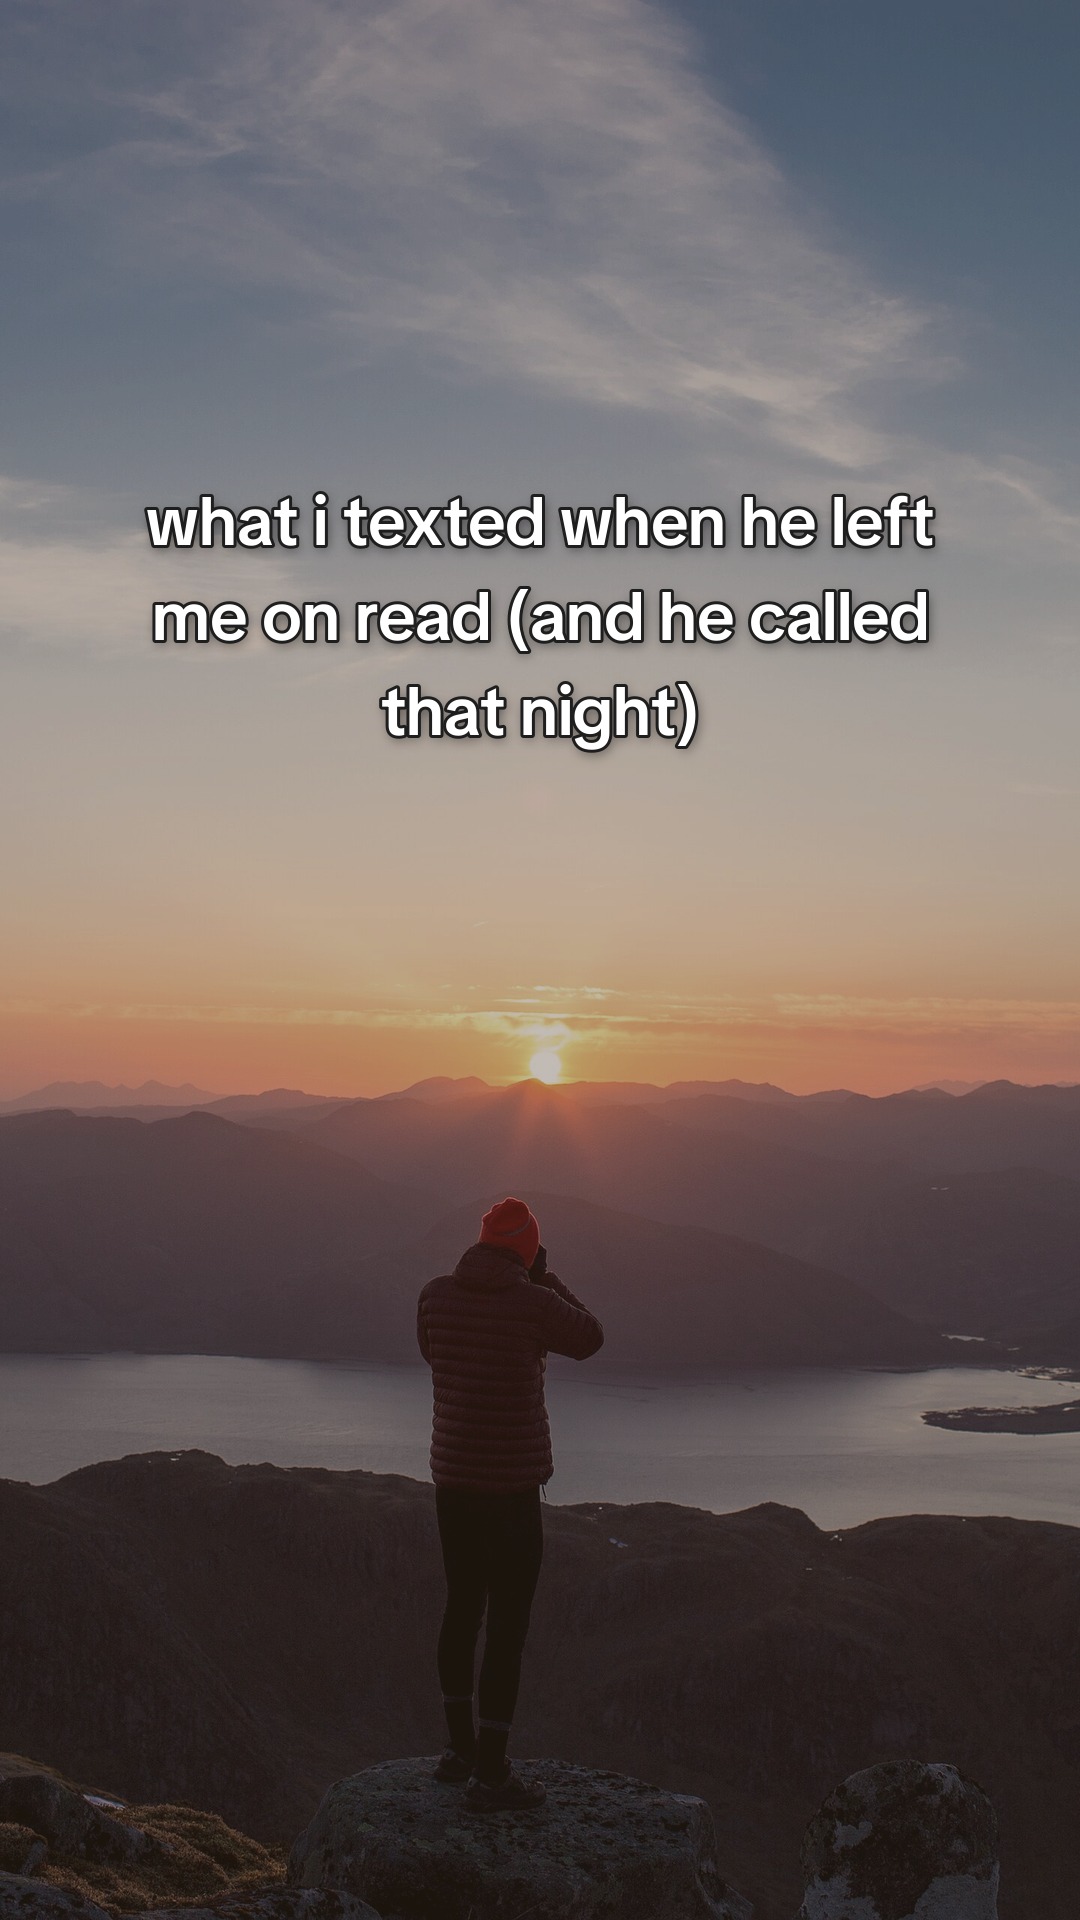 what i texted when he left
me on read (and he called
that night)